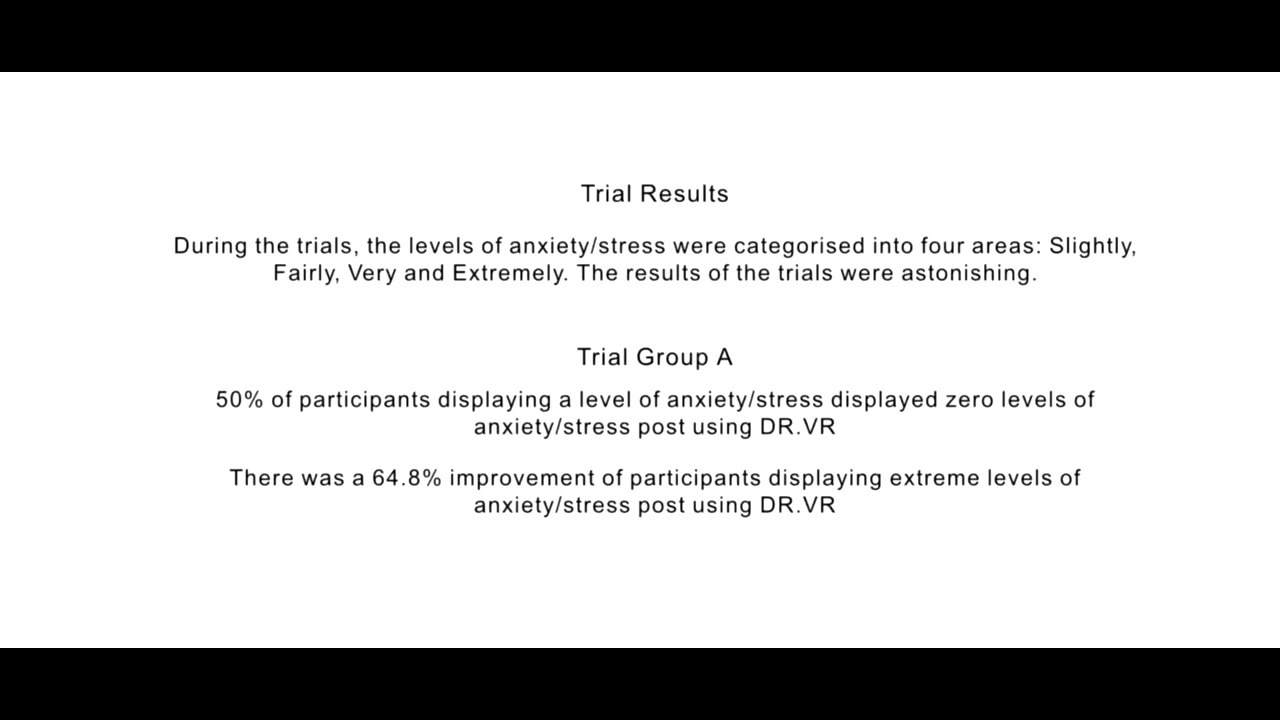 Trial Results
During the trials, the levels of anxiety/stress were categorised into four areas: Slightly,
Fairly, Very and Extremely. The results of the trials were astonishing.
Trial Group A
50% of participants displaying a level of anxiety/stress displayed zero levels of
anxiety/stress post using DR.VR
There was a 64.8% improvement of participants displaying extreme levels of
anxiety/stress post using DR.VR